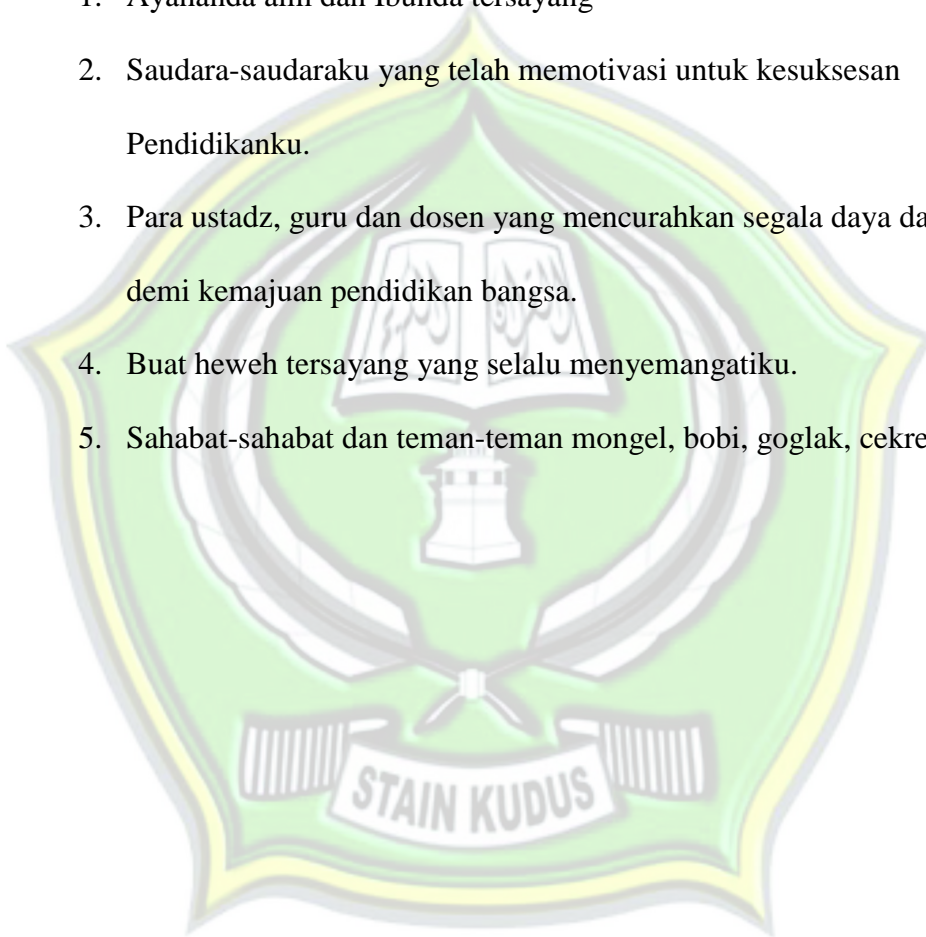 1. Ayahanda alm dan Ibunda tersayang
2. Saudara-saudaraku yang telah memotivasi untuk kesuksesan
Pendidikanku.
3. Para ustadz, guru dan dosen yang mencurahkan segala daya
demi kemajuan pendidikan bangsa.
4. Buat heweh tersayang yang selalu menyemangatiku.
5. Sahabat-sahabat dan teman-teman mongel, bobi, goglak,
STAIN KUDUS